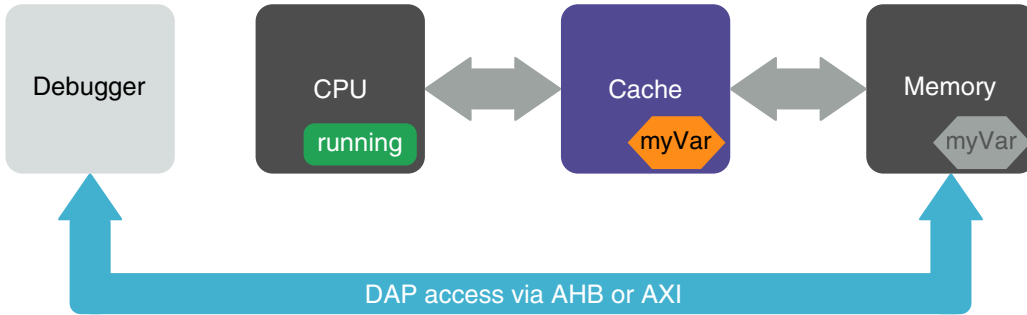 Debugger
CPU
running
Cache
myVar
Memory
myVar
DAP access via AHB or AXI